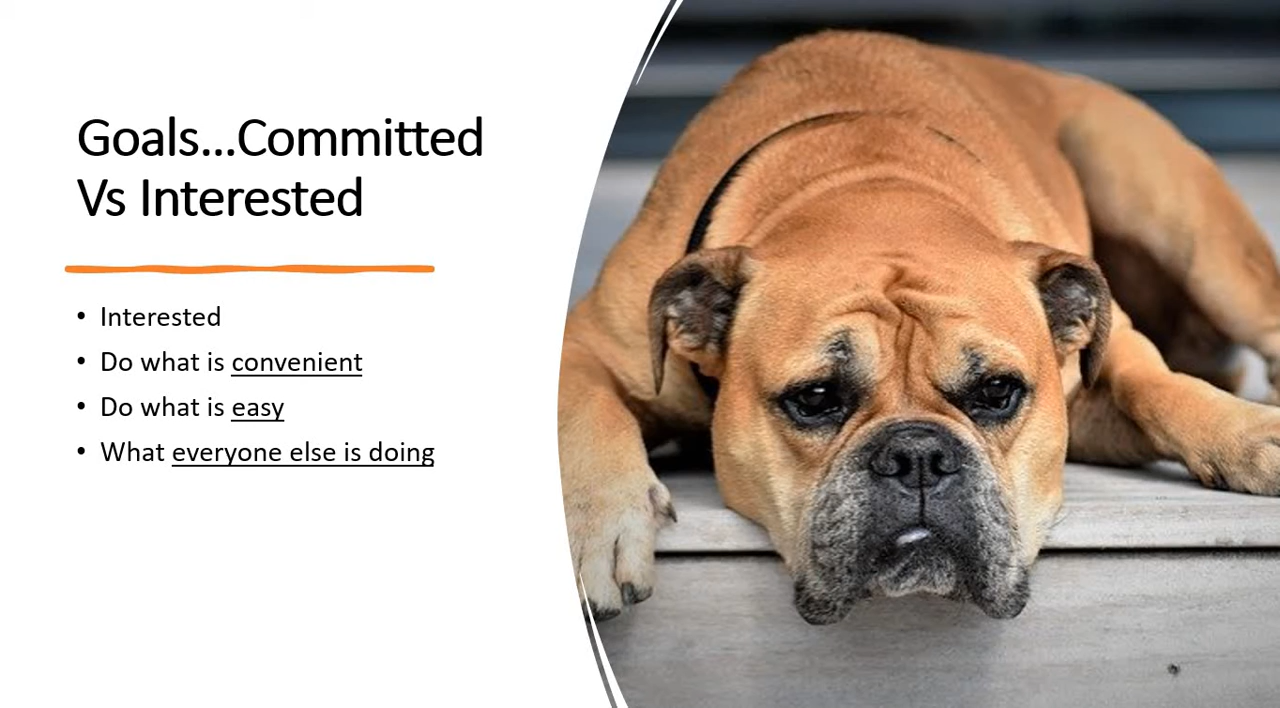 Goals...Committed
Vs Interested
• Interested
• Do what is convenient
• Do what is easy
• What everyone else is doing